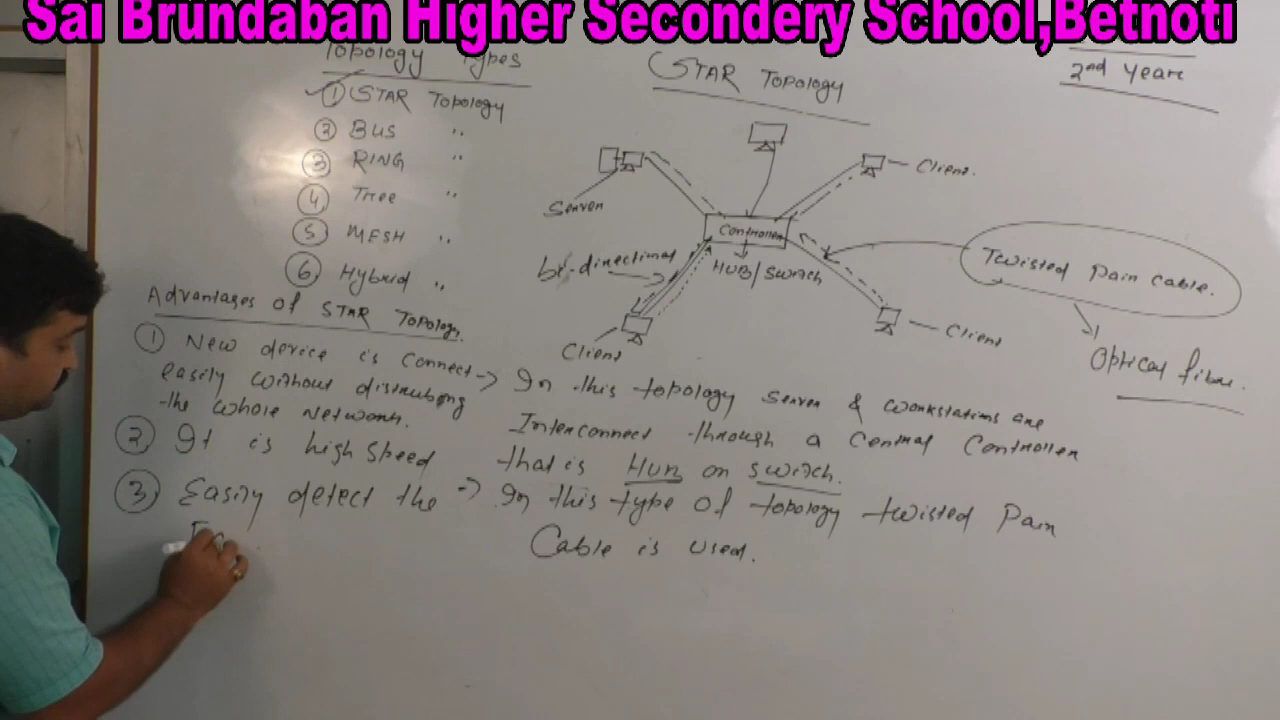 Sai Brundaban Higher Secondery School,Betnoti
Topology Types
① STAR Topology
② BUS "
③ RING "
④ Tree "
⑤ MESH "
⑥ Hybrid "
STAR Topology
2nd Years
Server
Client.
Controller
HUB/Switch
bi-directional
Twisted Pair cable.
Client
Client
Optical fibre.
Advantages of STAR Topology.
① New device is connect
easily without distrubing
the whole network.
② It is high speed
③ Easily detect the
→ In this topology server & workstations are
Interconnect through a Central Controller
that is HUB or switch.
→ In this type of topology twisted Pair
Cable is used.